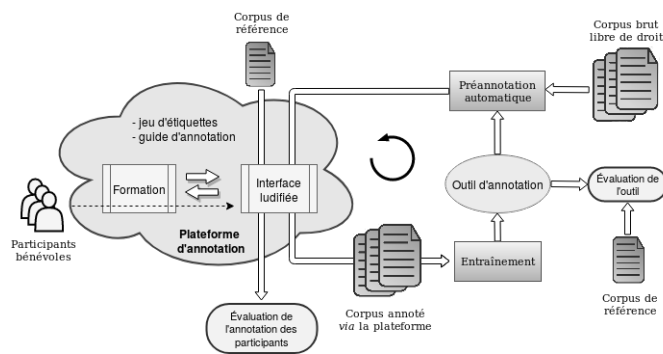 Corpus de
référence
Corpus brut
libre de droit
Préannotation
automatique
- jeu d'étiquettes
- guide d'annotation
Formation
Interface
ludifiée
Outil d'annotation
Évaluation de
l'outil
Participants
bénévoles
Plateforme
d'annotation
Entraînement
Corpus annoté
via la plateforme
Corpus de
référence
Évaluation de
l'annotation des
participants